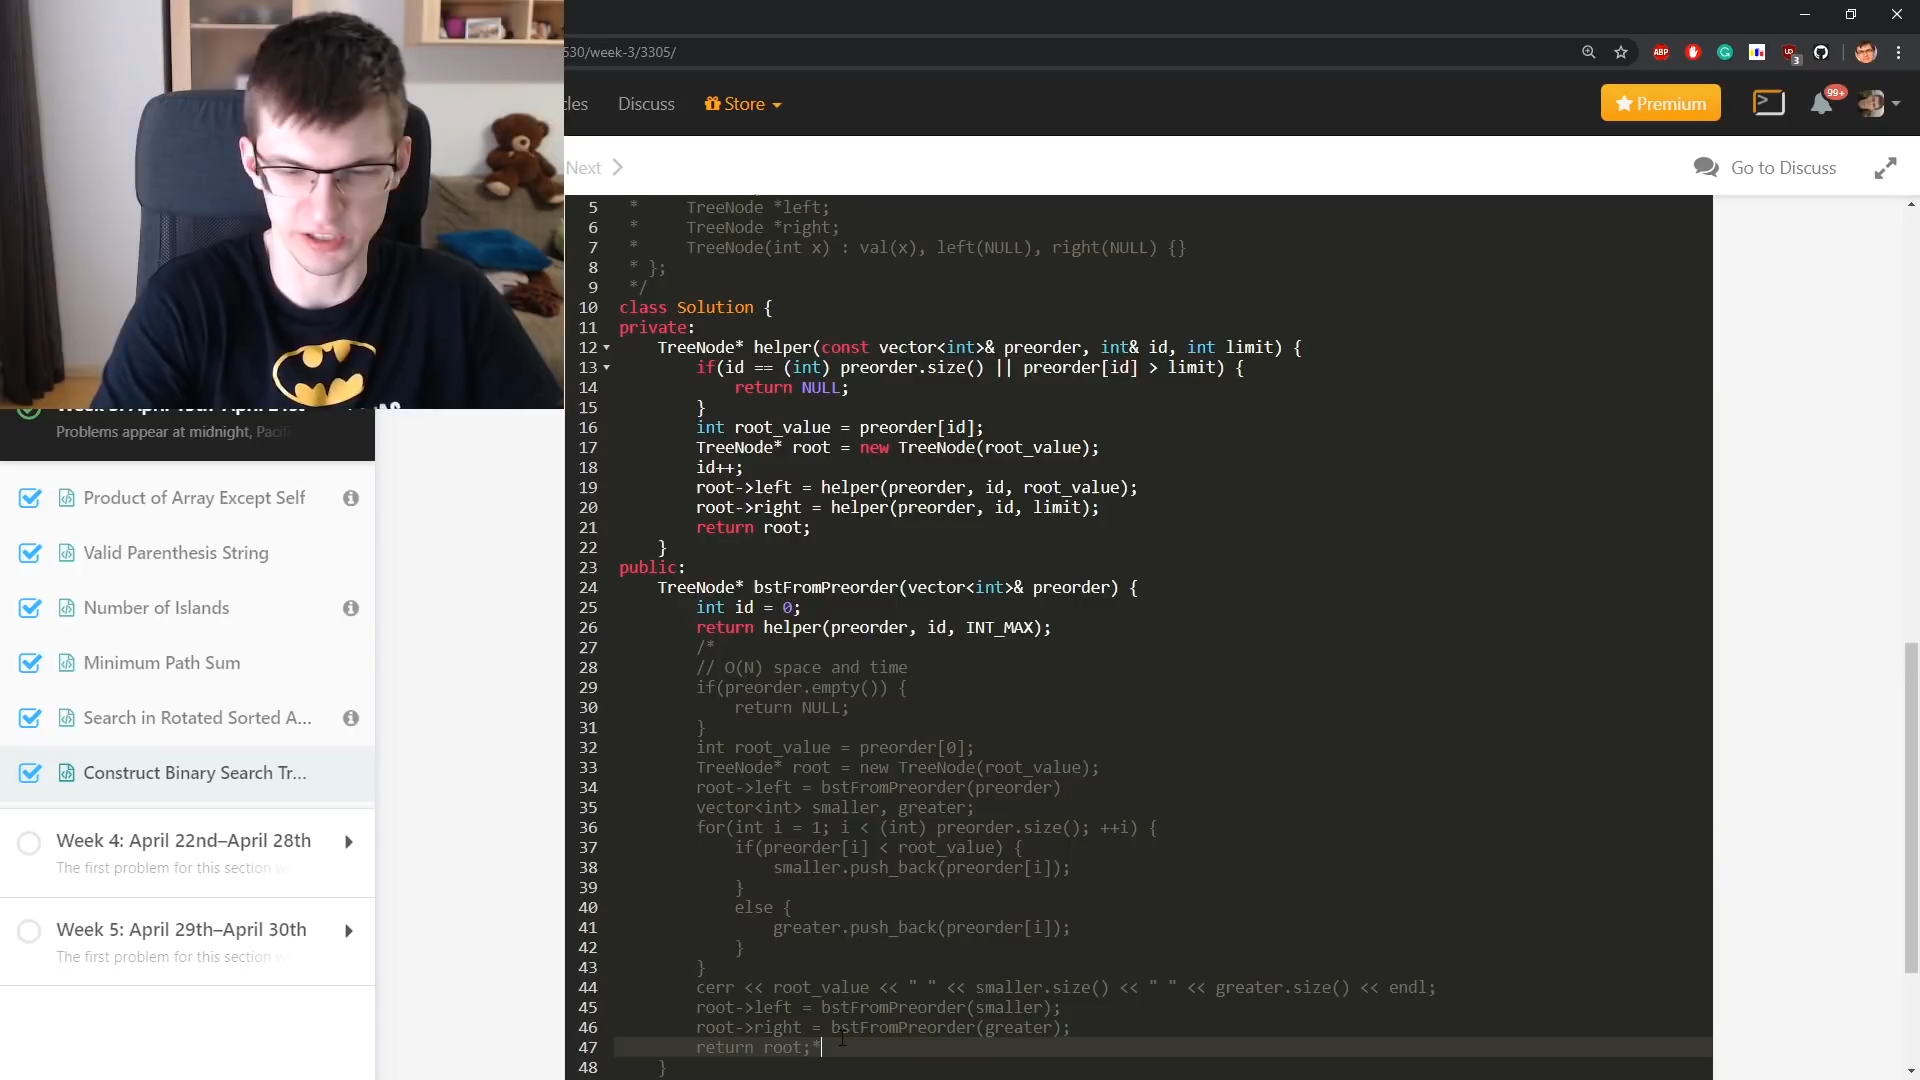 530/week-3/3305/
ABP
3
cles Discuss Store Premium 99+
Next Go to Discuss
5 * TreeNode *left;
6 * TreeNode *right;
7 * TreeNode(int x) : val(x), left(NULL), right(NULL) {}
8 * };
9 */
10 class Solution {
11 private:
12 TreeNode* helper(const vector<int>& preorder, int& id, int limit) {
13 if(id == (int) preorder.size() || preorder[id] > limit) {
14 return NULL;
15 }
16 int root_value = preorder[id];
17 TreeNode* root = new TreeNode(root_value);
18 id++;
19 root->left = helper(preorder, id, root_value);
20 root->right = helper(preorder, id, limit);
21 return root;
22 }
23 public:
24 TreeNode* bstFromPreorder(vector<int>& preorder) {
25 int id = 0;
26 return helper(preorder, id, INT_MAX);
27 /*
28 // O(N) space and time
29 if(preorder.empty()) {
30 return NULL;
31 }
32 int root_value = preorder[0];
33 TreeNode* root = new TreeNode(root_value);
34 root->left = bstFromPreorder(preorder)
35 vector<int> smaller, greater;
36 for(int i = 1; i < (int) preorder.size(); ++i) {
37 if(preorder[i] < root_value) {
38 smaller.push_back(preorder[i]);
39 }
40 else {
41 greater.push_back(preorder[i]);
42 }
43 }
44 cerr << root_value << " " << smaller.size() << " " << greater.size() << endl;
45 root->left = bstFromPreorder(smaller);
46 root->right = bstFromPreorder(greater);
47 return root;*
48 }
Problems appear at midnight, Pacif
Product of Array Except Self
Valid Parenthesis String
Number of Islands
Minimum Path Sum
Search in Rotated Sorted A...
Construct Binary Search Tr...
Week 4: April 22nd–April 28th
The first problem for this section w
Week 5: April 29th–April 30th
The first problem for this section w